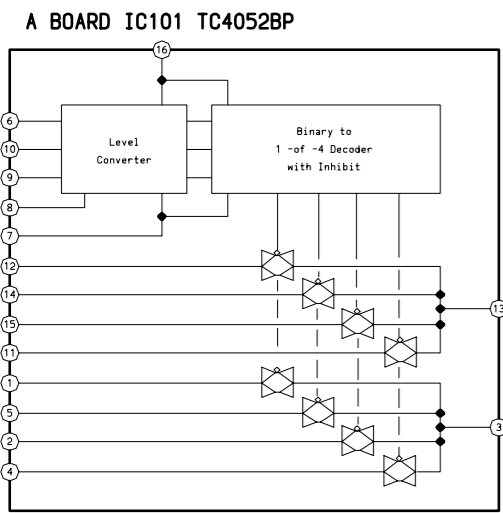 A BOARD IC101 TC4052BP
16
6
10
9
8
7
Level
Converter
Binary to
1 -of -4 Decoder
with Inhibit
12
14
15
11
13
1
5
2
4
3